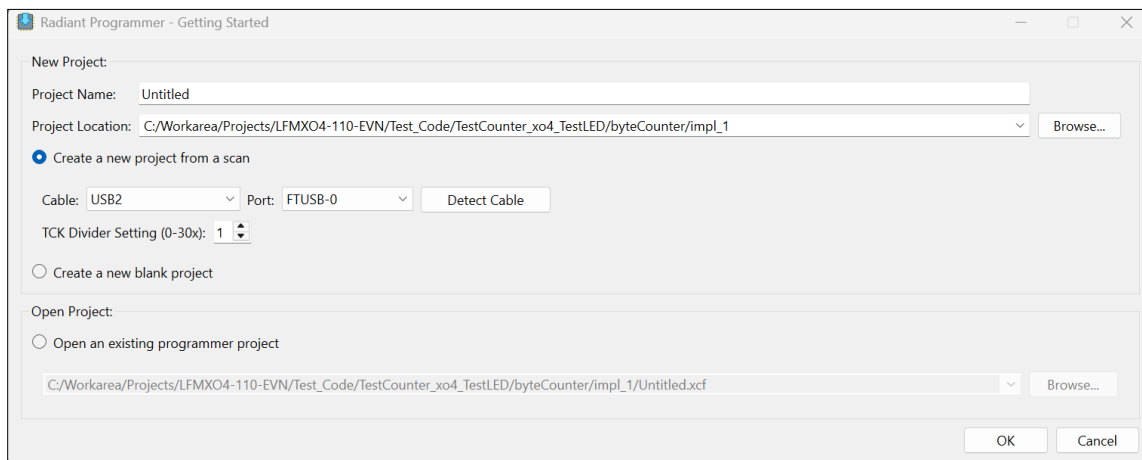 Radiant Programmer - Getting Started
New Project:
Project Name: Untitled
Project Location: C:/Workarea/Projects/LFMXO4-110-EVN/Test_Code/TestCounter_xo4_TestLED/byteCounter/impl_1 Browse...
Create a new project from a scan
Cable: USB2 Port: FTUSB-0 Detect Cable
TCK Divider Setting (0-30x): 1
Create a new blank project
Open Project:
Open an existing programmer project
C:/Workarea/Projects/LFMXO4-110-EVN/Test_Code/TestCounter_xo4_TestLED/byteCounter/impl_1/Untitled.xcf Browse...
OK Cancel